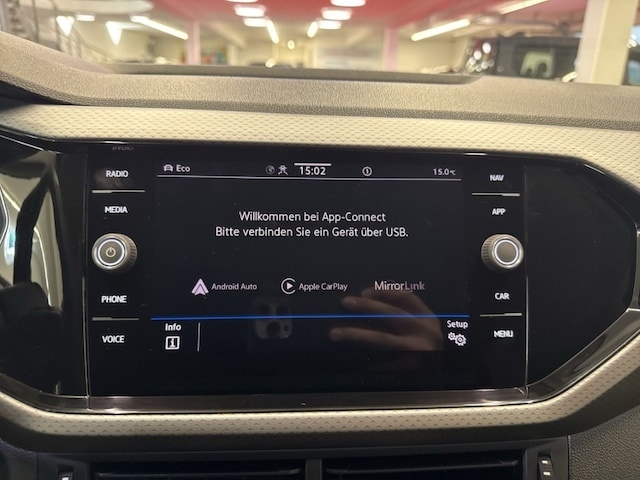 RADIO
MEDIA
PHONE
VOICE
Eco
15:02
15.0°C
Willkommen bei App-Connect
Bitte verbinden Sie ein Gerät über USB.
Android Auto
Apple CarPlay
MirrorLink
Info
Setup
NAV
APP
CAR
MENU